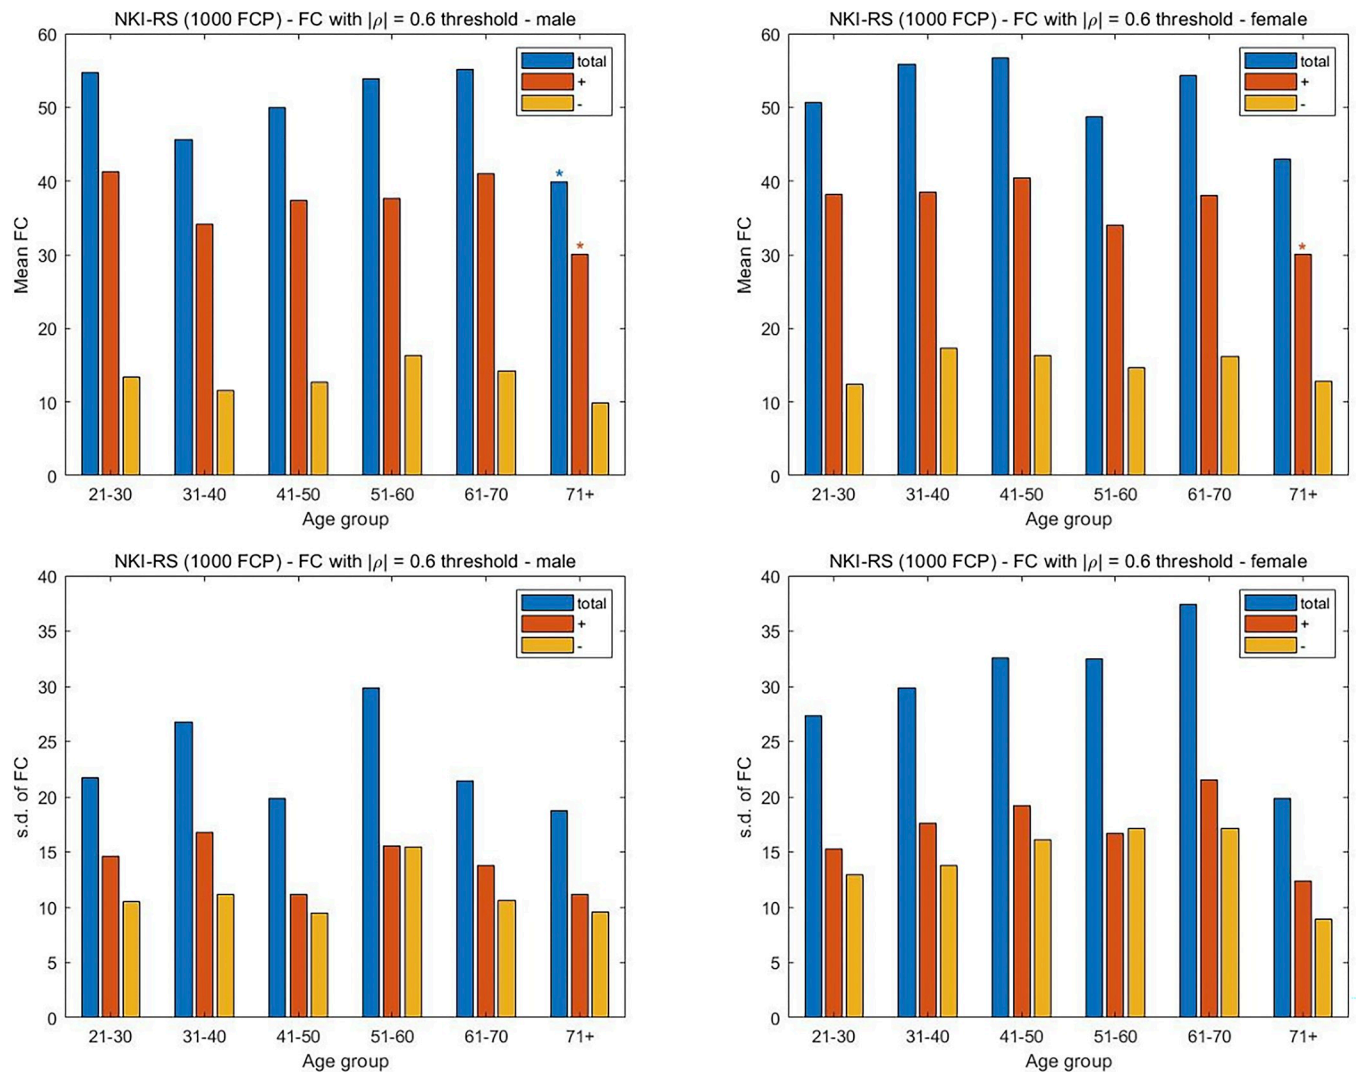 NKI-RS (1000 FCP) - FC with |ρ| = 0.6 threshold - male
60
50
40
30
20
10
0
Mean FC
total
+
-
*
*
21-30 31-40 41-50 51-60 61-70 71+
Age group
NKI-RS (1000 FCP) - FC with |ρ| = 0.6 threshold - female
60
50
40
30
20
10
0
Mean FC
total
+
-
*
21-30 31-40 41-50 51-60 61-70 71+
Age group
NKI-RS (1000 FCP) - FC with |ρ| = 0.6 threshold - male
40
35
30
25
20
15
10
5
0
s.d. of FC
total
+
-
21-30 31-40 41-50 51-60 61-70 71+
Age group
NKI-RS (1000 FCP) - FC with |ρ| = 0.6 threshold - female
40
35
30
25
20
15
10
5
0
s.d. of FC
total
+
-
21-30 31-40 41-50 51-60 61-70 71+
Age group